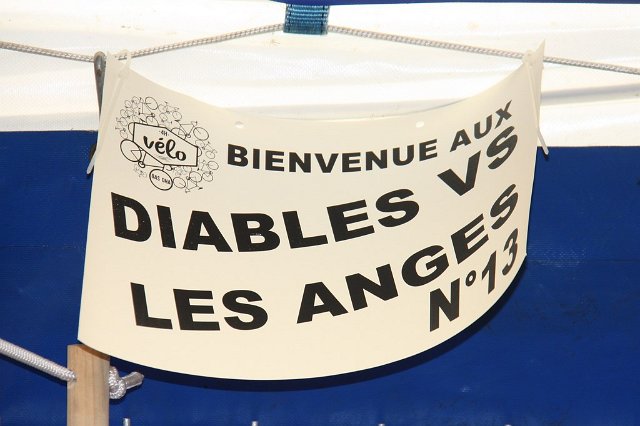 vélo
BIENVENUE AUX
DIABLES VS
LES ANGES
N°13